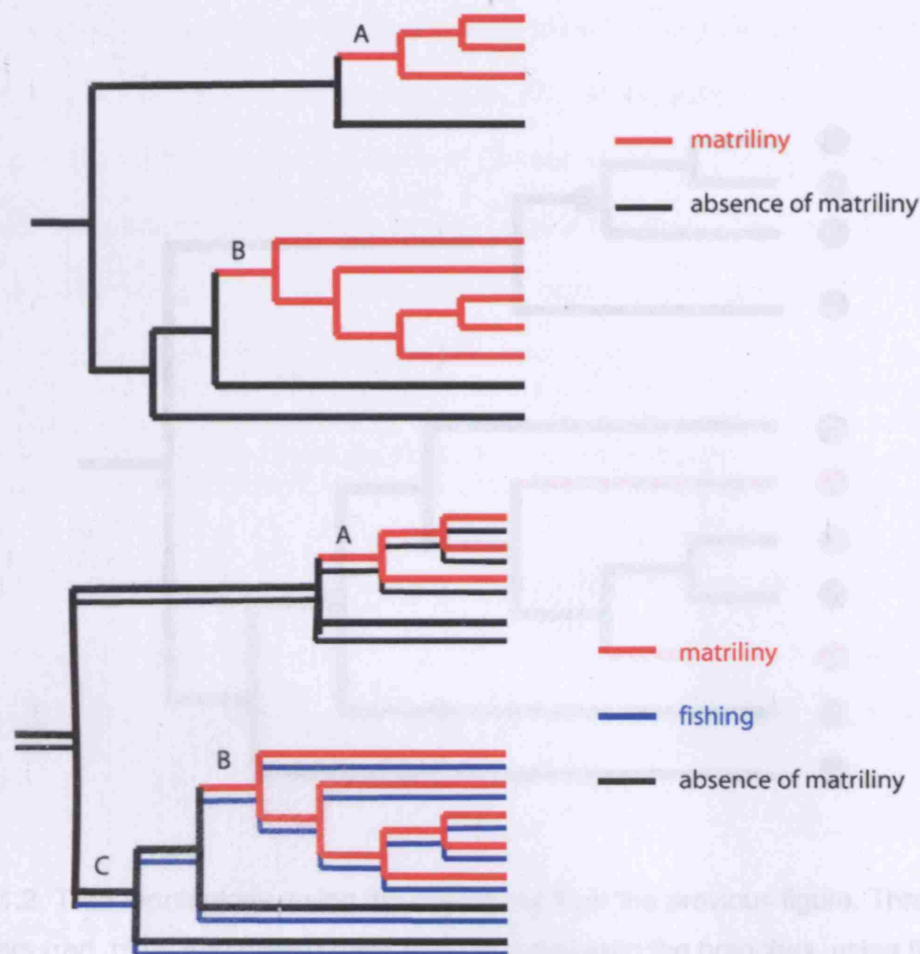 A
matriliny
absence of matriliny
B
A
matriliny
fishing
B
absence of matriliny
C